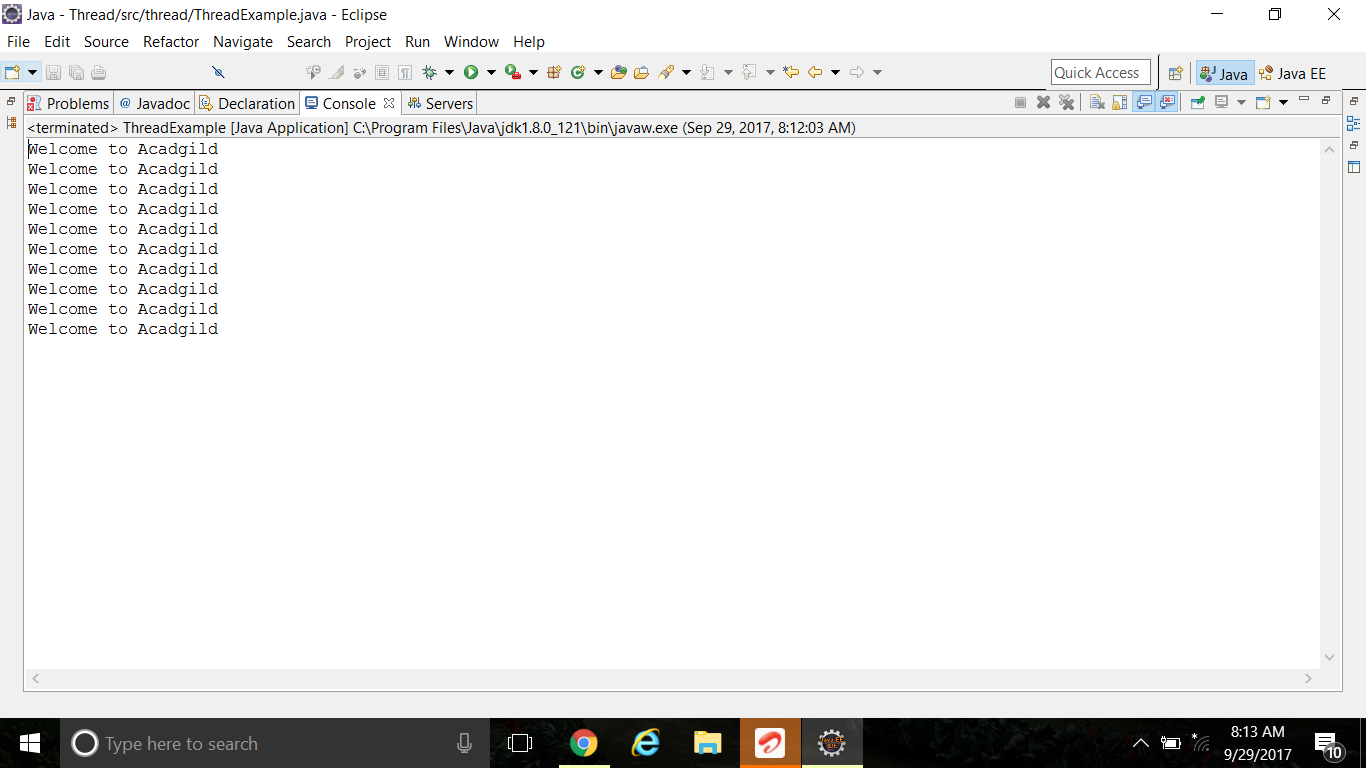 Java - Thread/src/thread/ThreadExample.java - Eclipse
File Edit Source Refactor Navigate Search Project Run Window Help
Quick Access Java Java EE
Problems @ Javadoc Declaration Console Servers
<terminated> ThreadExample [Java Application] C:\Program Files\Java\jdk1.8.0_121\bin\javaw.exe (Sep 29, 2017, 8:12:03 AM)
Welcome to Acadgild
Welcome to Acadgild
Welcome to Acadgild
Welcome to Acadgild
Welcome to Acadgild
Welcome to Acadgild
Welcome to Acadgild
Welcome to Acadgild
Welcome to Acadgild
Welcome to Acadgild
Type here to search
8:13 AM
9/29/2017
10